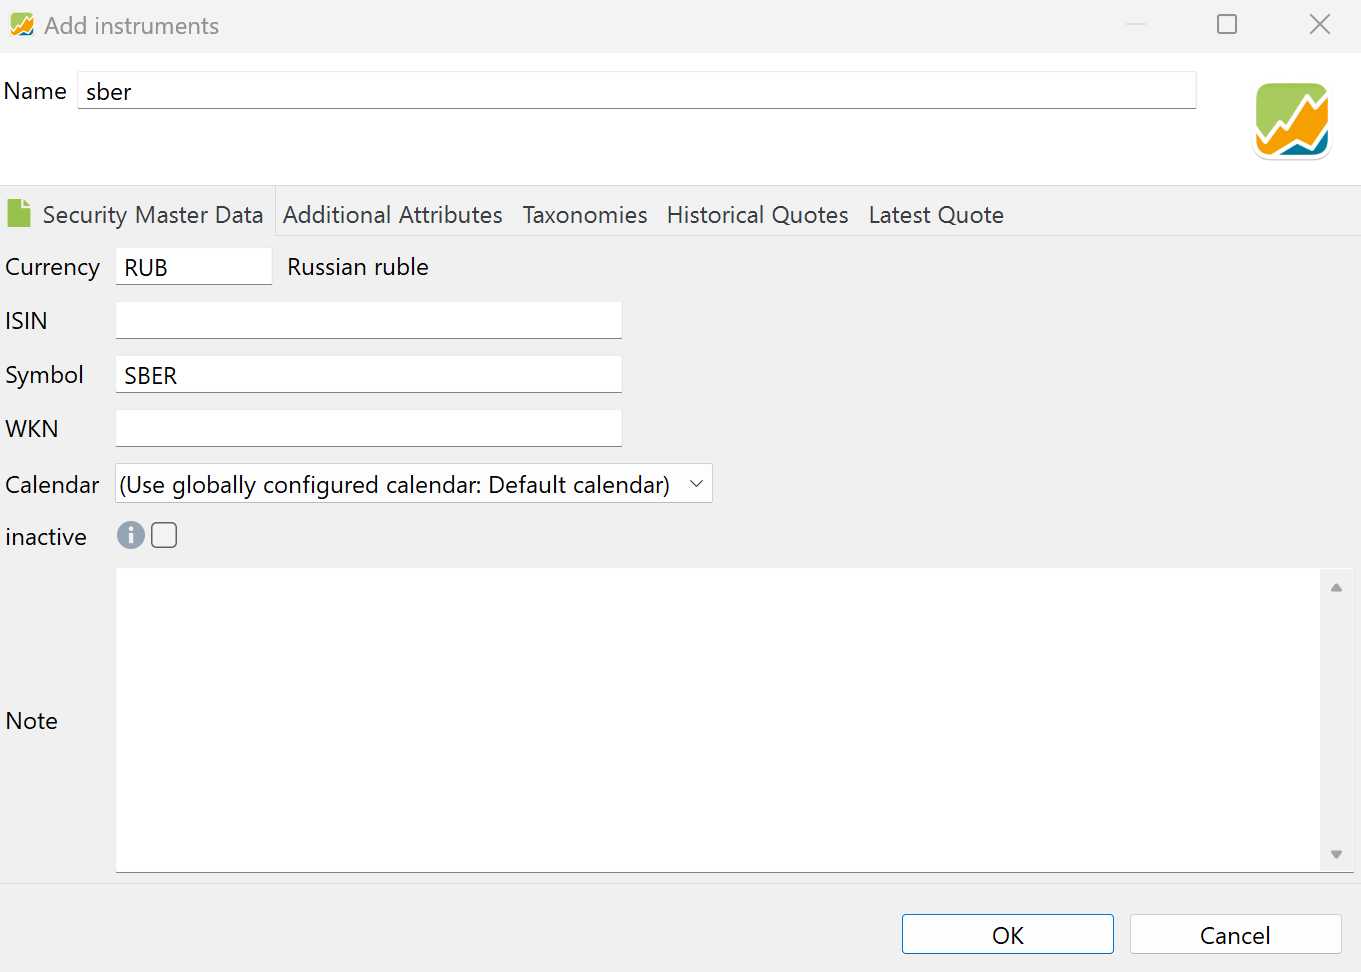 Add instruments
Name sber
Security Master Data Additional Attributes Taxonomies Historical Quotes Latest Quote
Currency RUB Russian ruble
ISIN
Symbol SBER
WKN
Calendar (Use globally configured calendar: Default calendar)
inactive
Note
OK Cancel